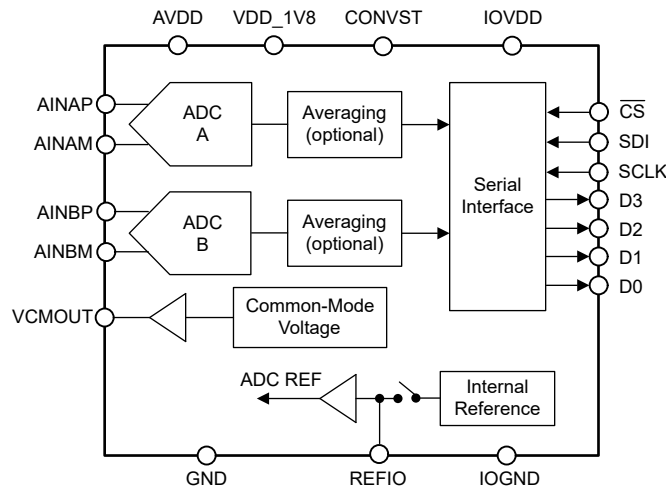 AVDD
VDD_1V8
CONVST
IOVDD
AINAP
AINAM
ADC
A
Averaging
(optional)
AINBP
AINBM
ADC
B
Averaging
(optional)
Serial
Interface
CS
SDI
SCLK
D3
D2
D1
D0
VCMOUT
Common-Mode
Voltage
ADC REF
Internal
Reference
GND
REFIO
IOGND